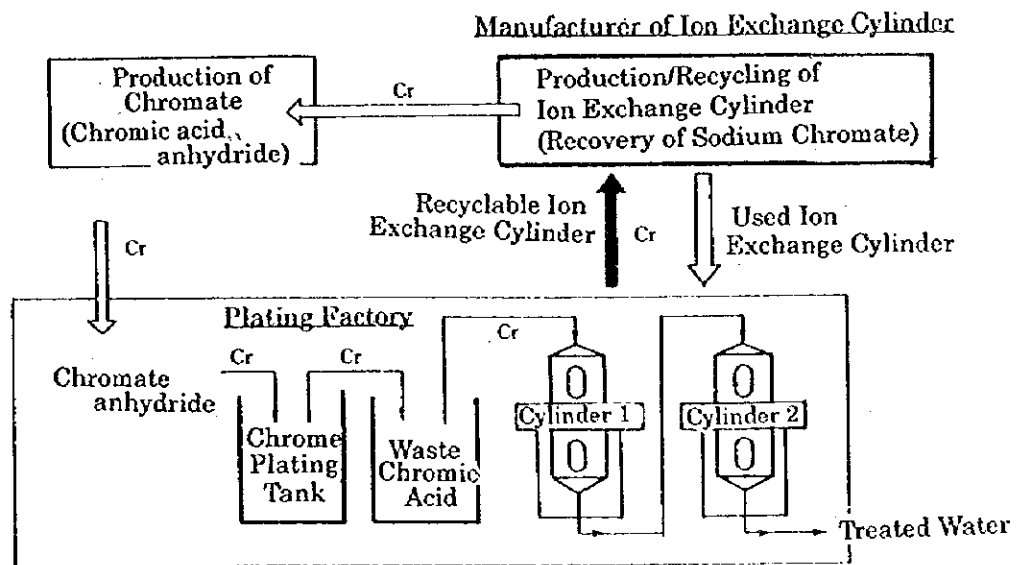 Manufacturer of Ion Exchange Cylinder
Production of
Chromate
(Chromic acid,
anhydride)
Cr
Production/Recycling of
Ion Exchange Cylinder
(Recovery of Sodium Chromate)
Recyclable Ion
Exchange Cylinder
Cr
Used Ion
Exchange Cylinder
Cr
Plating Factory
Cr
Cr
Cr
Chromate
anhydride
Chrome
Plating
Tank
Waste
Chromic
Acid
Cylinder 1
Cylinder 2
Treated Water